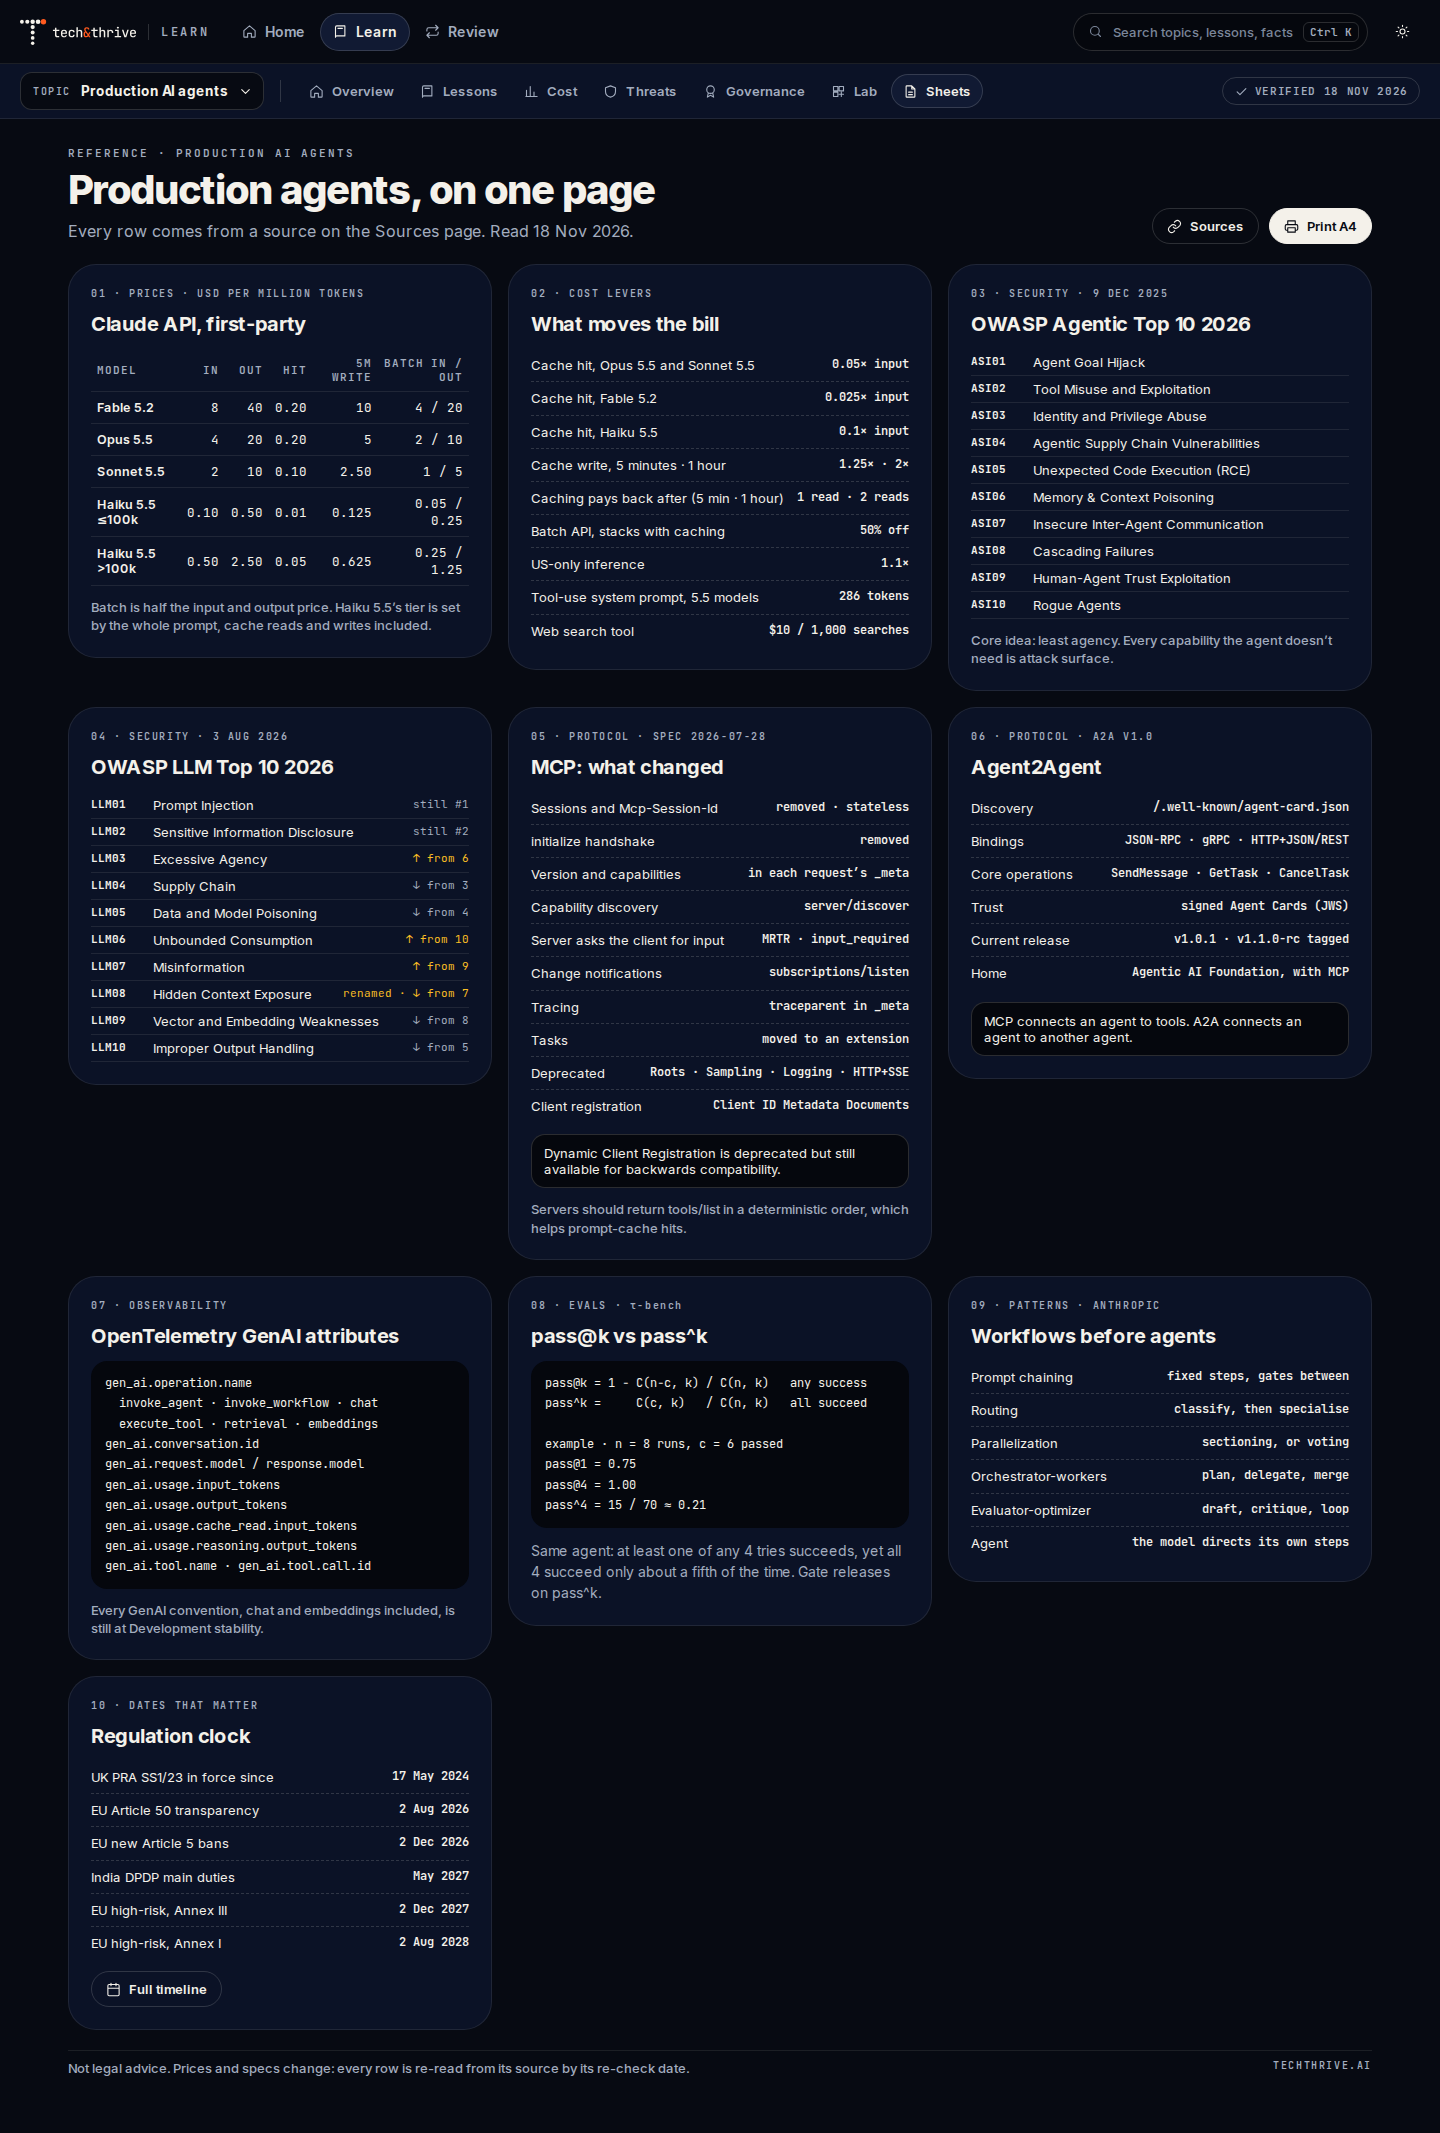 tech&thrive
LEARN
Home
Learn
Review
Search topics, lessons, facts
Ctrl K
TOPIC Production AI agents
Overview
Lessons
Cost
Threats
Governance
Lab
Sheets
VERIFIED 18 NOV 2026
REFERENCE · PRODUCTION AI AGENTS
Production agents, on one page
Every row comes from a source on the Sources page. Read 18 Nov 2026.
Sources
Print A4
01 · PRICES · USD PER MILLION TOKENS
Claude API, first-party
MODEL IN OUT HIT 5M WRITE BATCH IN / OUT
Fable 5.2 8 40 0.20 10 4 / 20
Opus 5.5 4 20 0.20 5 2 / 10
Sonnet 5.5 2 10 0.10 2.50 1 / 5
Haiku 5.5 ≤100k 0.10 0.50 0.01 0.125 0.05 / 0.25
Haiku 5.5 >100k 0.50 2.50 0.05 0.625 0.25 / 1.25
Batch is half the input and output price. Haiku 5.5’s tier is set
by the whole prompt, cache reads and writes included.
02 · COST LEVERS
What moves the bill
Cache hit, Opus 5.5 and Sonnet 5.5 0.05× input
Cache hit, Fable 5.2 0.025× input
Cache hit, Haiku 5.5 0.1× input
Cache write, 5 minutes · 1 hour 1.25× · 2×
Caching pays back after (5 min · 1 hour) 1 read · 2 reads
Batch API, stacks with caching 50% off
US-only inference 1.1×
Tool-use system prompt, 5.5 models 286 tokens
Web search tool $10 / 1,000 searches
03 · SECURITY · 9 DEC 2025
OWASP Agentic Top 10 2026
ASI01 Agent Goal Hijack
ASI02 Tool Misuse and Exploitation
ASI03 Identity and Privilege Abuse
ASI04 Agentic Supply Chain Vulnerabilities
ASI05 Unexpected Code Execution (RCE)
ASI06 Memory & Context Poisoning
ASI07 Insecure Inter-Agent Communication
ASI08 Cascading Failures
ASI09 Human-Agent Trust Exploitation
ASI10 Rogue Agents
Core idea: least agency. Every capability the agent doesn’t
need is attack surface.
04 · SECURITY · 3 AUG 2026
OWASP LLM Top 10 2026
LLM01 Prompt Injection still #1
LLM02 Sensitive Information Disclosure still #2
LLM03 Excessive Agency ↑ from 6
LLM04 Supply Chain ↓ from 3
LLM05 Data and Model Poisoning ↓ from 4
LLM06 Unbounded Consumption ↑ from 10
LLM07 Misinformation ↑ from 9
LLM08 Hidden Context Exposure renamed · ↓ from 7
LLM09 Vector and Embedding Weaknesses ↓ from 8
LLM10 Improper Output Handling ↓ from 5
05 · PROTOCOL · SPEC 2026-07-28
MCP: what changed
Sessions and Mcp-Session-Id removed · stateless
initialize handshake removed
Version and capabilities in each request’s _meta
Capability discovery server/discover
Server asks the client for input MRTR · input_required
Change notifications subscriptions/listen
Tracing traceparent in _meta
Tasks moved to an extension
Deprecated Roots · Sampling · Logging · HTTP+SSE
Client registration Client ID Metadata Documents
Dynamic Client Registration is deprecated but still
available for backwards compatibility.
Servers should return tools/list in a deterministic order, which
helps prompt-cache hits.
06 · PROTOCOL · A2A V1.0
Agent2Agent
Discovery /.well-known/agent-card.json
Bindings JSON-RPC · gRPC · HTTP+JSON/REST
Core operations SendMessage · GetTask · CancelTask
Trust signed Agent Cards (JWS)
Current release v1.0.1 · v1.1.0-rc tagged
Home Agentic AI Foundation, with MCP
MCP connects an agent to tools. A2A connects an
agent to another agent.
07 · OBSERVABILITY
OpenTelemetry GenAI attributes
gen_ai.operation.name
invoke_agent · invoke_workflow · chat
execute_tool · retrieval · embeddings
gen_ai.conversation.id
gen_ai.request.model / response.model
gen_ai.usage.input_tokens
gen_ai.usage.output_tokens
gen_ai.usage.cache_read.input_tokens
gen_ai.usage.reasoning.output_tokens
gen_ai.tool.name · gen_ai.tool.call.id
Every GenAI convention, chat and embeddings included, is
still at Development stability.
08 · EVALS · τ-bench
pass@k vs pass^k
pass@k = 1 - C(n-c, k) / C(n, k) any success
pass^k = C(c, k) / C(n, k) all succeed
example · n = 8 runs, c = 6 passed
pass@1 = 0.75
pass@4 = 1.00
pass^4 = 15 / 70 ≈ 0.21
Same agent: at least one of any 4 tries succeeds, yet all
4 succeed only about a fifth of the time. Gate releases
on pass^k.
09 · PATTERNS · ANTHROPIC
Workflows before agents
Prompt chaining fixed steps, gates between
Routing classify, then specialise
Parallelization sectioning, or voting
Orchestrator-workers plan, delegate, merge
Evaluator-optimizer draft, critique, loop
Agent the model directs its own steps
10 · DATES THAT MATTER
Regulation clock
UK PRA SS1/23 in force since 17 May 2024
EU Article 50 transparency 2 Aug 2026
EU new Article 5 bans 2 Dec 2026
India DPDP main duties May 2027
EU high-risk, Annex III 2 Dec 2027
EU high-risk, Annex I 2 Aug 2028
Full timeline
Not legal advice. Prices and specs change: every row is re-read from its source by its re-check date.
TECHTHRIVE.AI